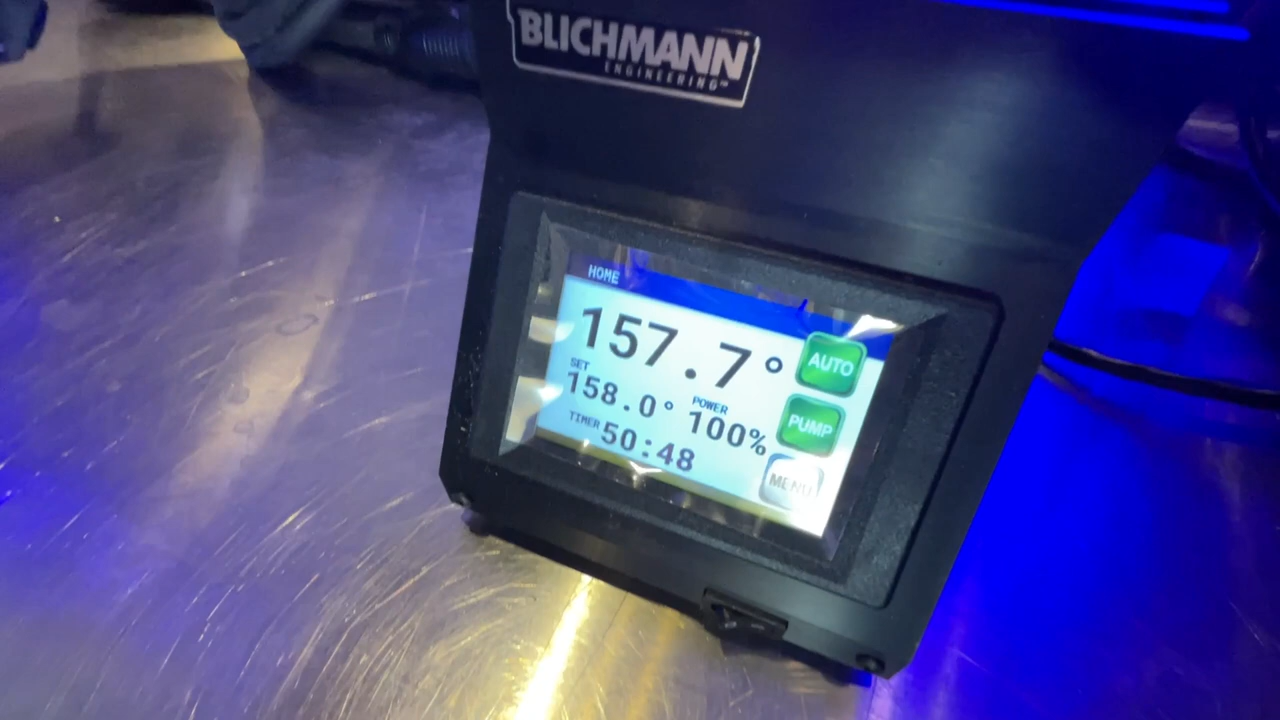 BLICHMANN
ENGINEERING™
HOME
157.7°
AUTO
SET
158.0°
POWER
100%
PUMP
TIMER
50:48
MENU